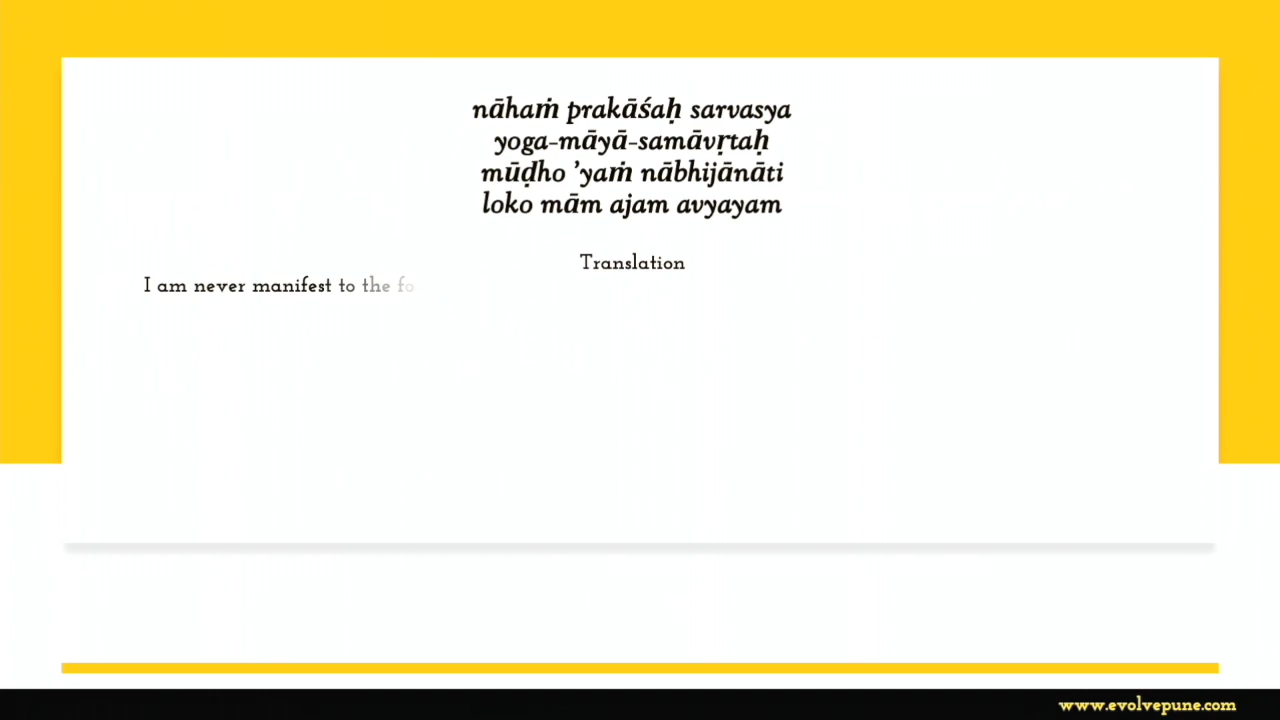 nāhaṁ prakāśaḥ sarvasya
yoga-māyā-samāvṛtaḥ
mūḍho ’yaṁ nābhijānāti
loko mām ajam avyayam
Translation
I am never manifest to the
www.evolvepune.com